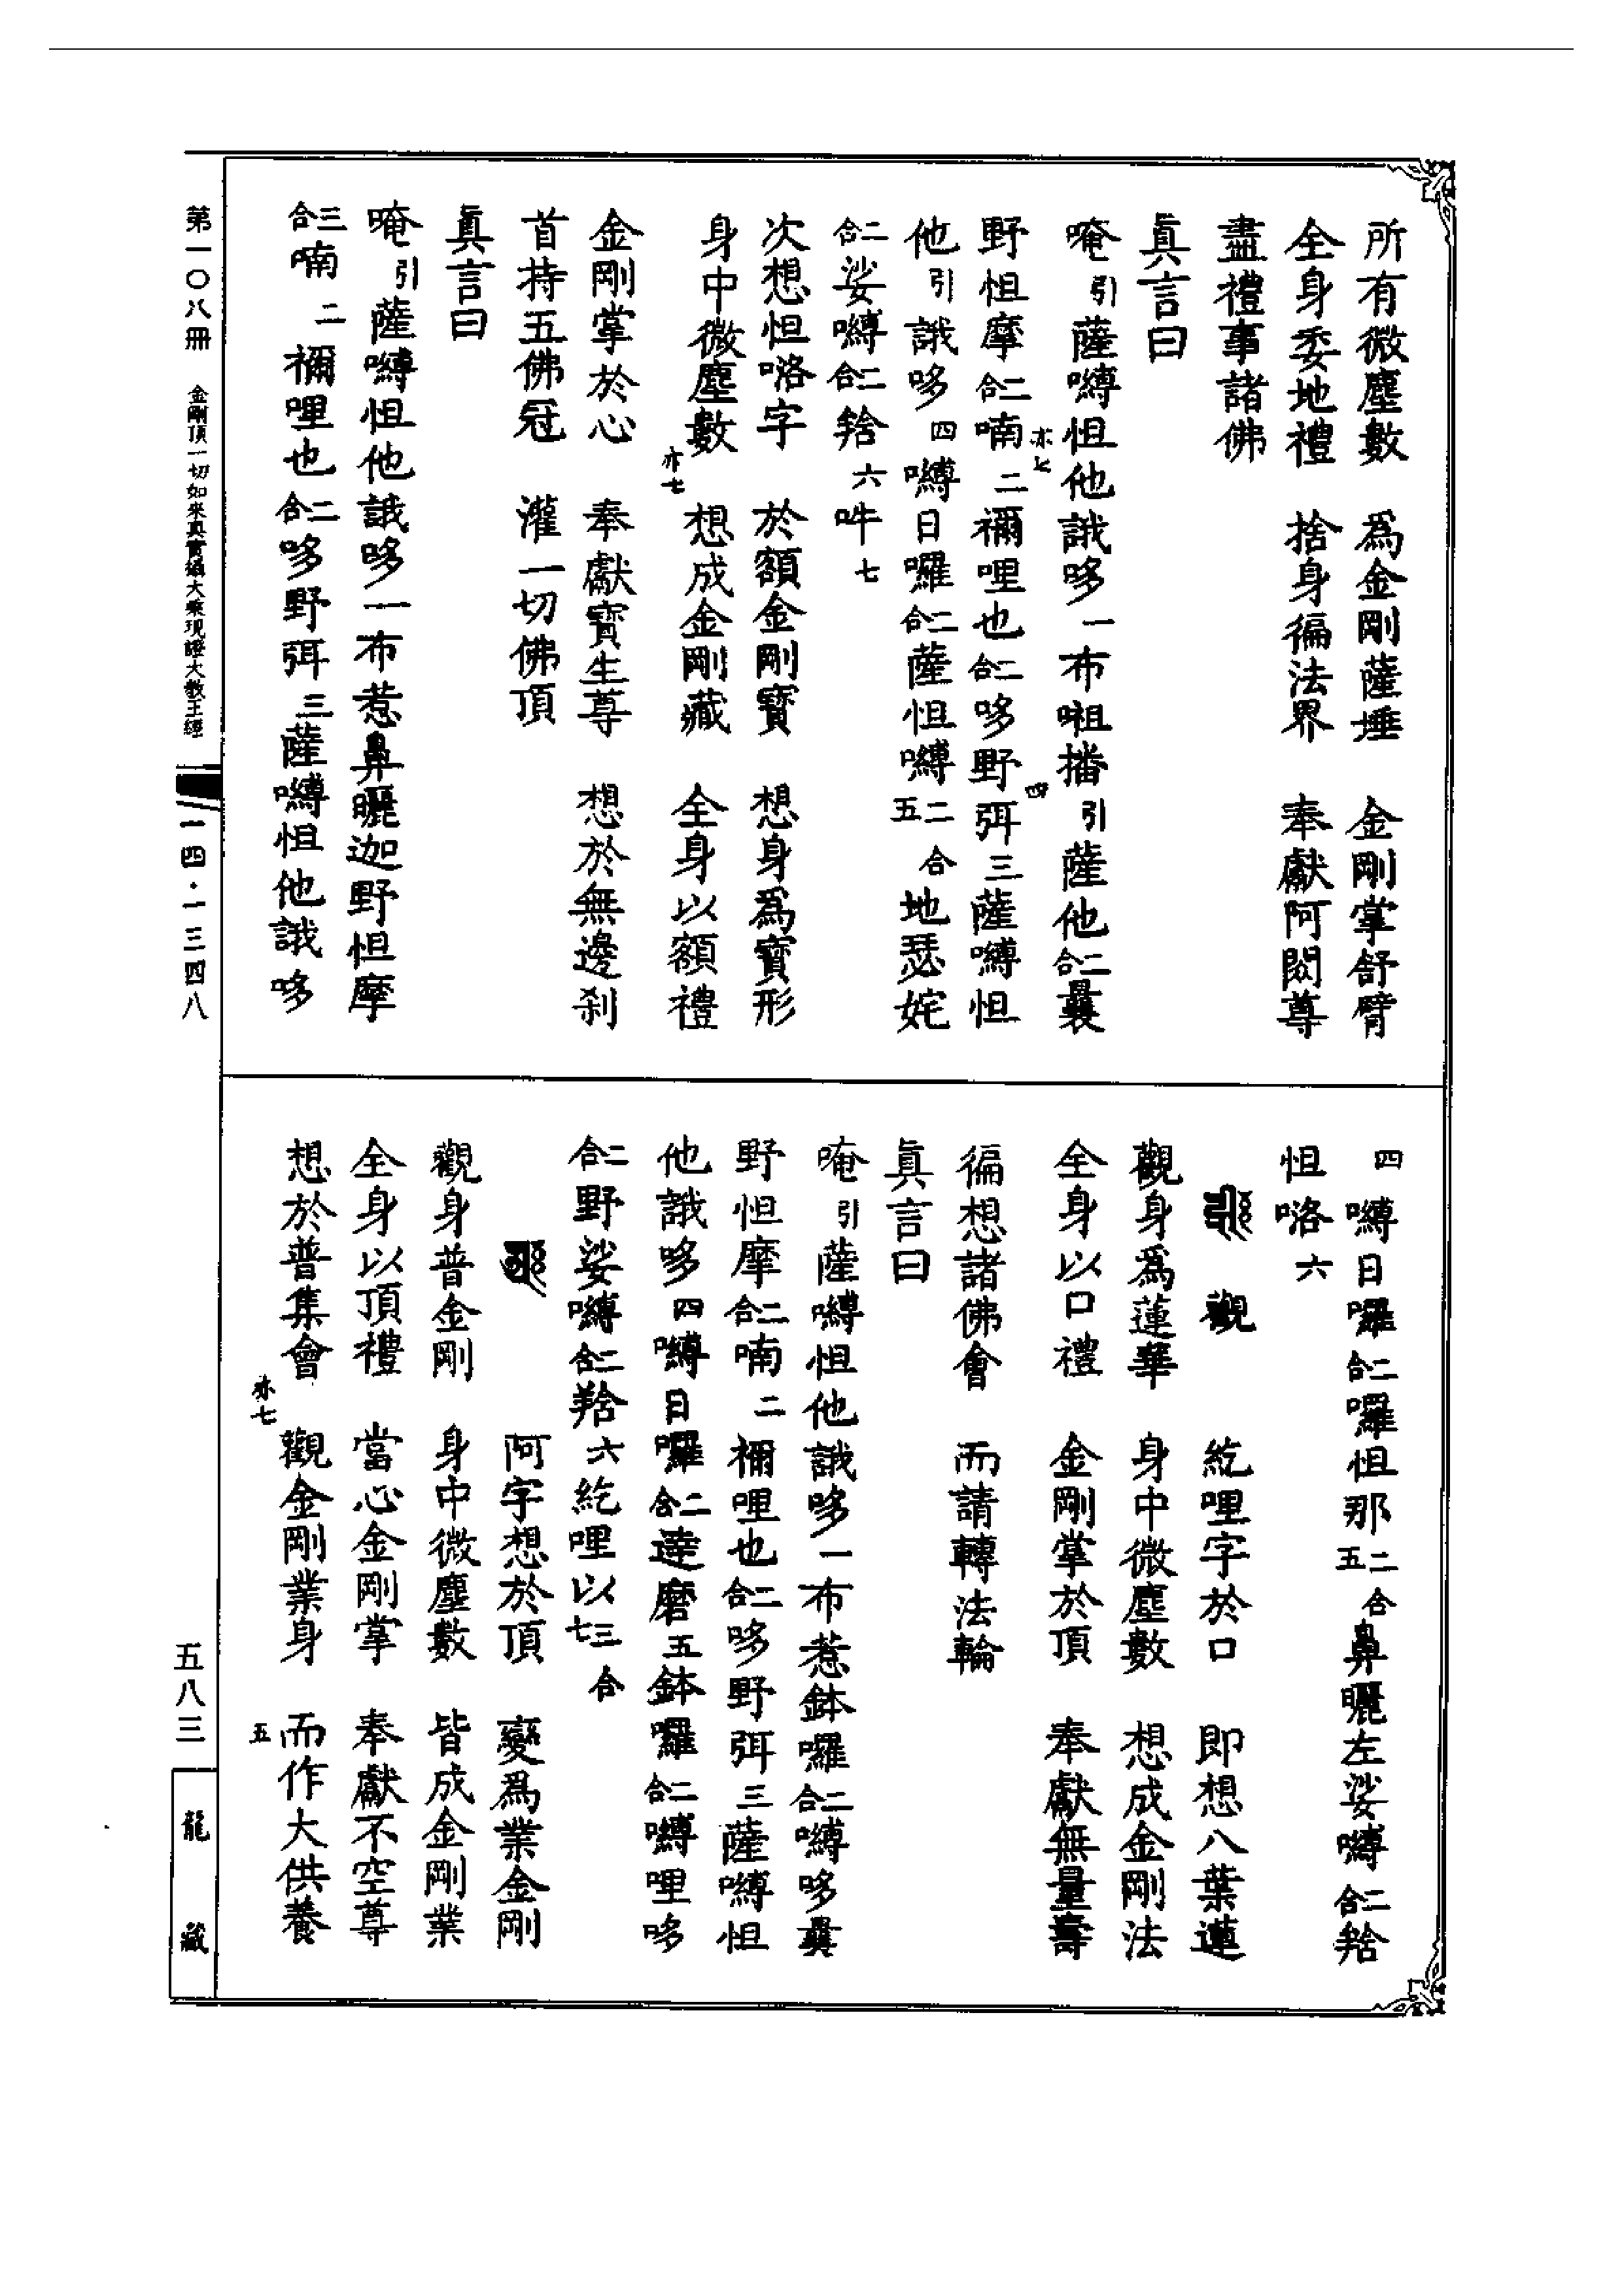 所有微塵數　為金剛薩埵　金剛掌舒臂
全身委地禮　捨身徧法界　奉獻阿閦尊
盡禮事諸佛
真言曰
唵引薩嚩怛他誐哆一布咀播引薩他二合曩
野怛摩二合喃二禰哩也二合哆野弭三薩嚩怛
他引誐哆四嚩日囉二合薩怛嚩二合五地瑟姹
二合娑嚩二合𤚥六吽七
次想怛咯字　於額金剛寶　想身為寶形
身中微塵數　想成金剛藏　全身以額禮
金剛掌於心　奉獻寶生尊　想於無邊刹
首持五佛冠　灌一切佛頂
真言曰
唵引薩嚩怛他誐哆一布惹鼻曬迦野怛摩
三合喃二禰哩也二合哆野弭三薩嚩怛他誐哆
亦七
四
亦七
四嚩日囉二合囉怛那二合五鼻曬左娑嚩二合𤚥
怛咯六
觀　紇哩字於口　即想八葉蓮
觀身為蓮華　身中微塵數　想成金剛法
全身以口禮　金剛掌於頂　奉獻無量壽
徧想諸佛會　而請轉法輪
真言曰
唵引薩嚩怛他誐哆一布惹鉢囉二合嚩哆曩
野怛摩二合喃二禰哩也二合哆野弭三薩嚩怛
他誐哆四嚩日囉二合達磨五鉢囉二合嚩哩哆
二合野娑嚩二合𤚥六紇哩以三合七
阿字想於頂　變為業金剛
觀身普金剛　身中微塵數　皆成金剛業
全身以頂禮　當心金剛掌　奉獻不空尊
想於普集會　觀金剛業身　而作大供養
亦七
五
第一〇八冊　金剛頂一切如來真實攝大乘現證大教王經　一四·一三四八
五八三
龍藏